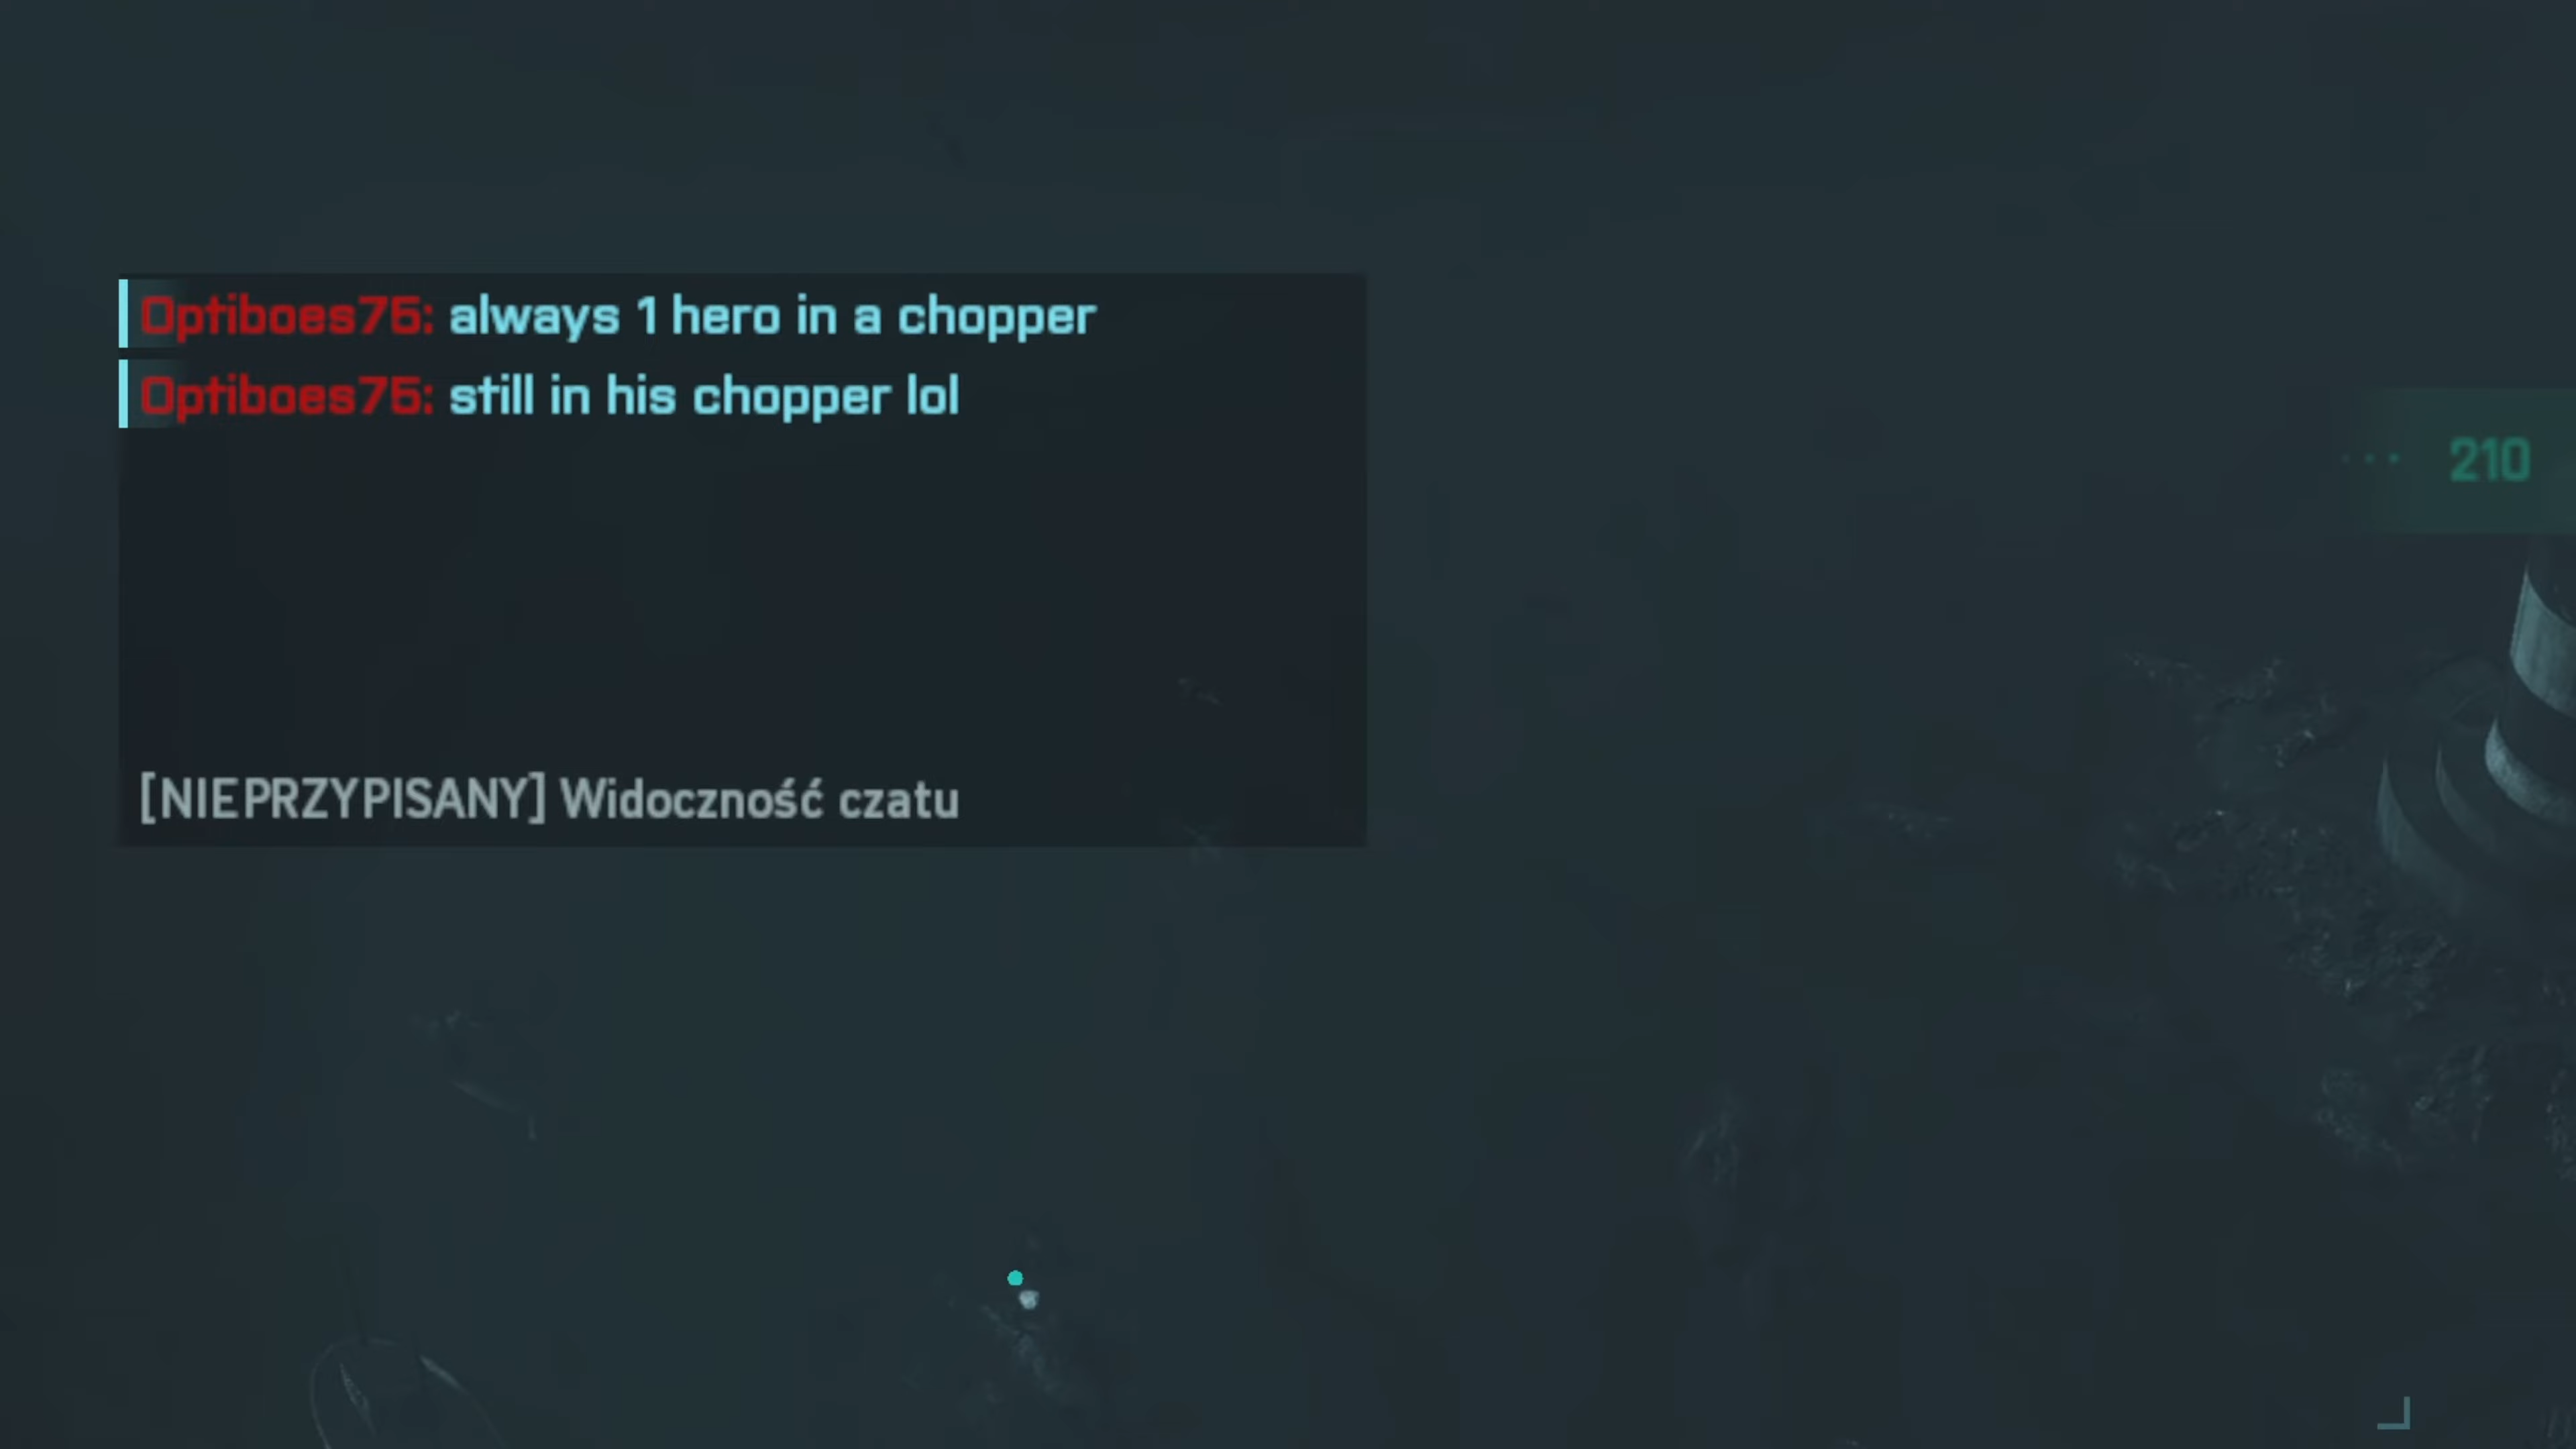 Optiboes75: always 1 hero in a chopper
Optiboes75: still in his chopper lol
210
[NIEPRZYPISANY] Widoczność czatu